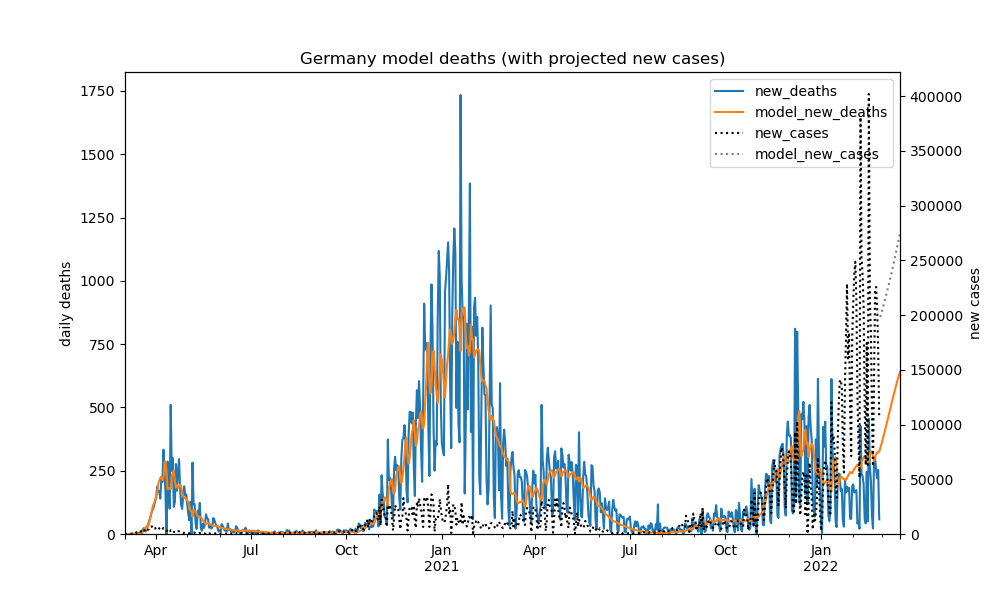 Germany model deaths (with projected new cases)
new_deaths
model_new_deaths
new_cases
model_new_cases
1750
1500
1250
1000
750
500
250
0
daily deaths
400000
350000
300000
250000
200000
150000
100000
50000
0
new cases
Apr
Jul
Oct
Jan
2021
Apr
Jul
Oct
Jan
2022